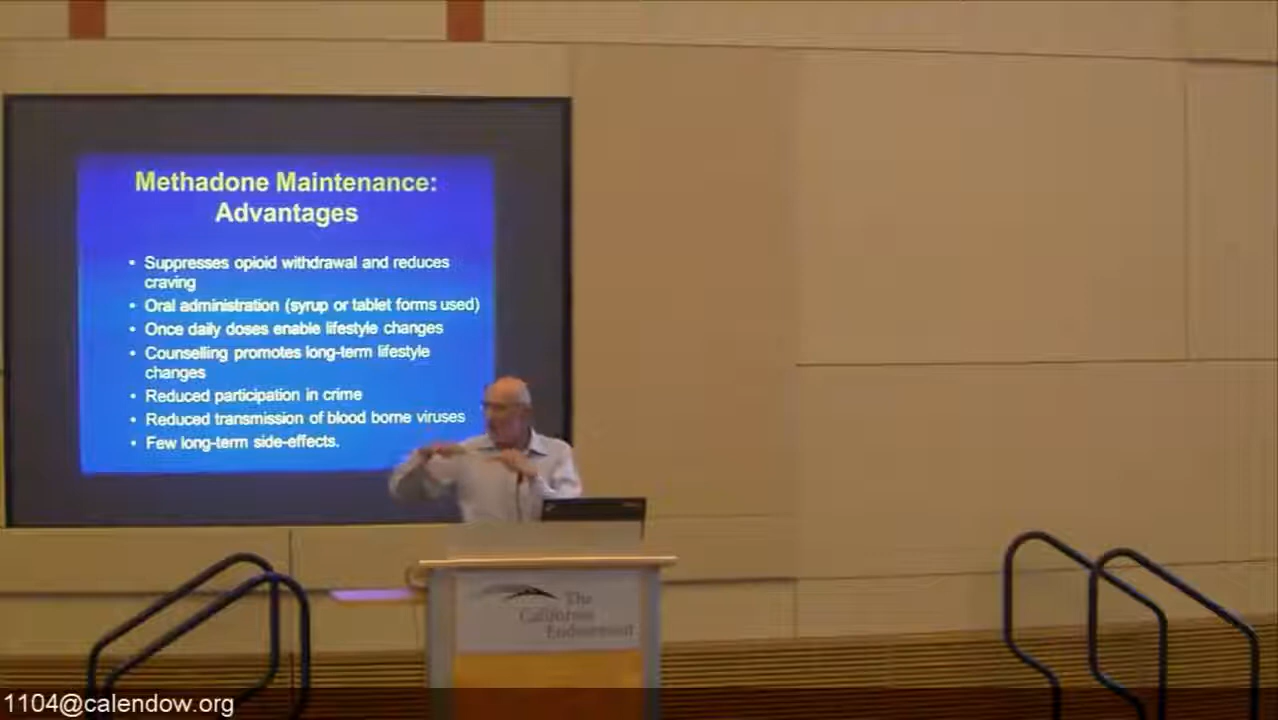 Methadone Maintenance:
Advantages
• Suppresses opioid withdrawal and reduces
craving
• Oral administration (syrup or tablet forms used)
• Once daily doses enable lifestyle changes
• Counselling promotes long-term lifestyle
changes
• Reduced participation in crime
• Reduced transmission of blood borne viruses
• Few long-term side-effects.
The
California
Endowment
1104@calendow.org